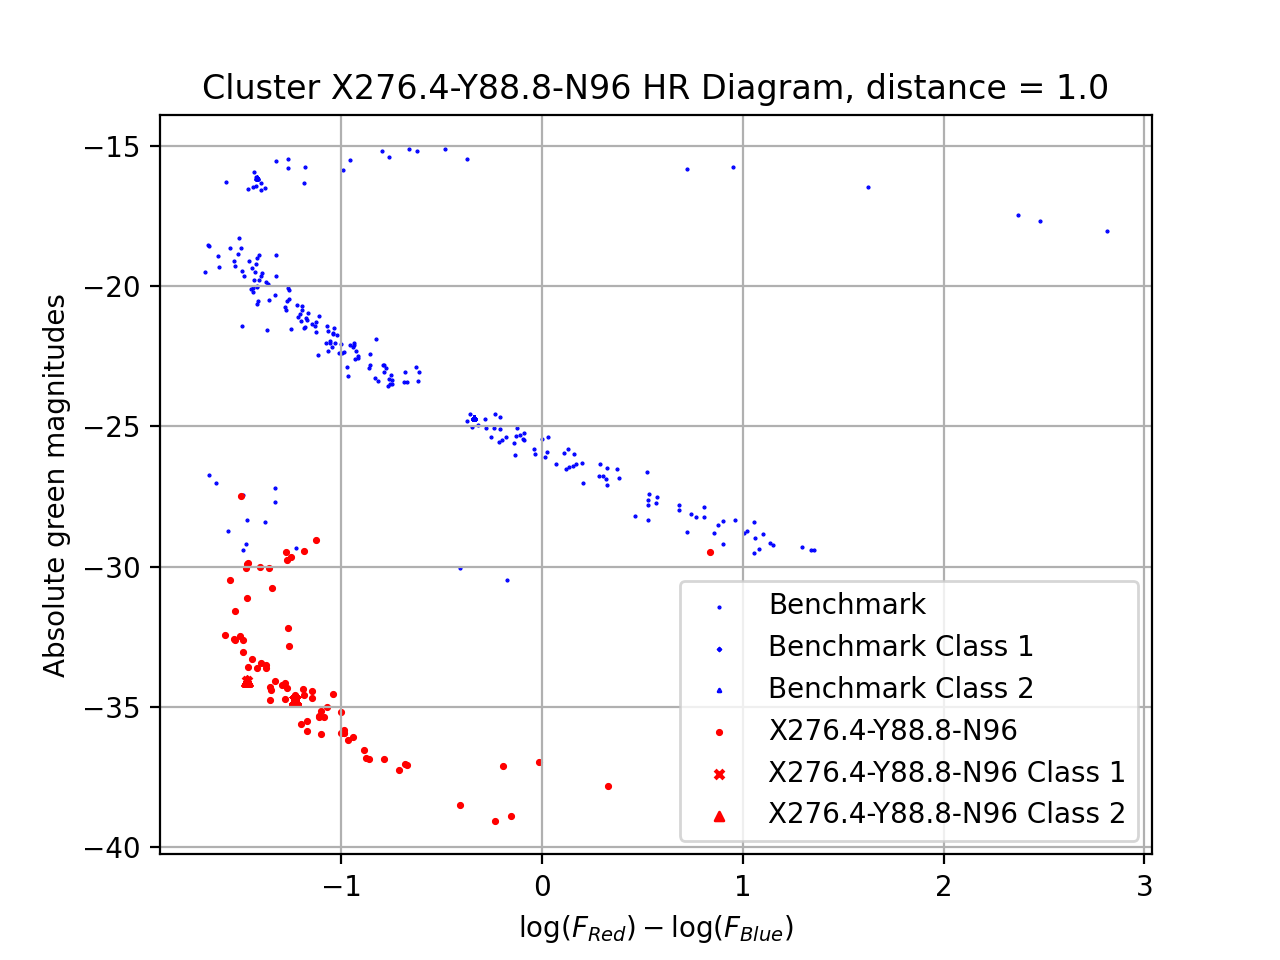 Cluster X276.4-Y88.8-N96 HR Diagram, distance = 1.0
Absolute green magnitudes
−15
−20
−25
−30
−35
−40
Benchmark
Benchmark Class 1
Benchmark Class 2
X276.4-Y88.8-N96
X276.4-Y88.8-N96 Class 1
X276.4-Y88.8-N96 Class 2
−1 0 1 2 3
log(F_Red) − log(F_Blue)